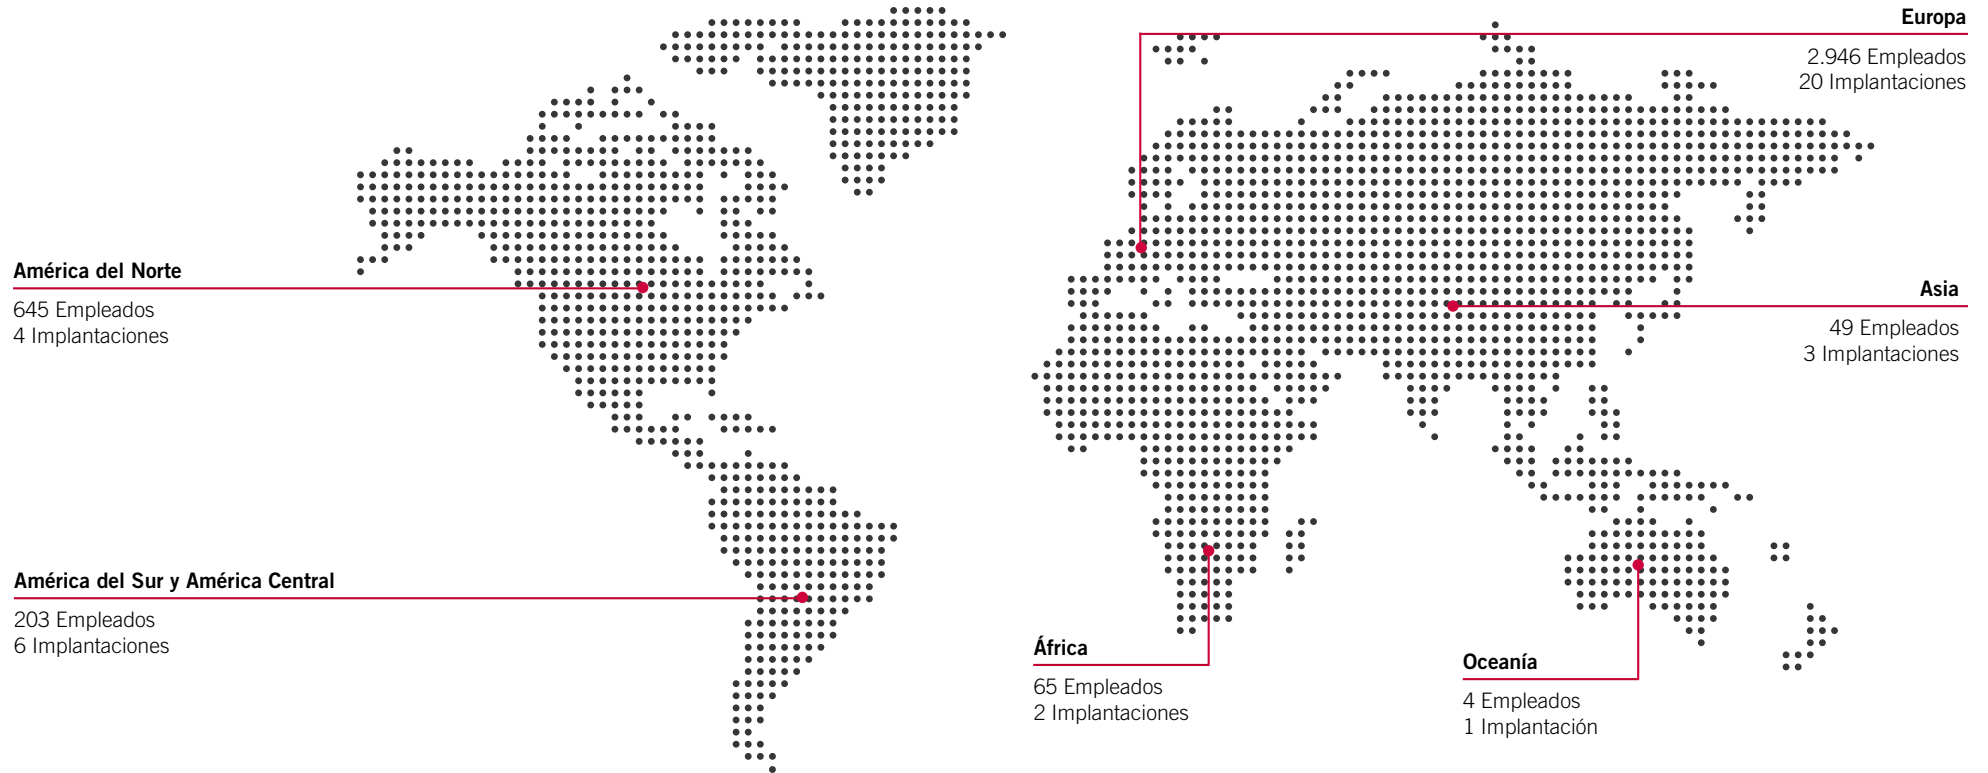 Europa
2.946 Empleados
20 Implantaciones
América del Norte
645 Empleados
4 Implantaciones
Asia
49 Empleados
3 Implantaciones
América del Sur y América Central
203 Empleados
6 Implantaciones
África
65 Empleados
2 Implantaciones
Oceanía
4 Empleados
1 Implantación